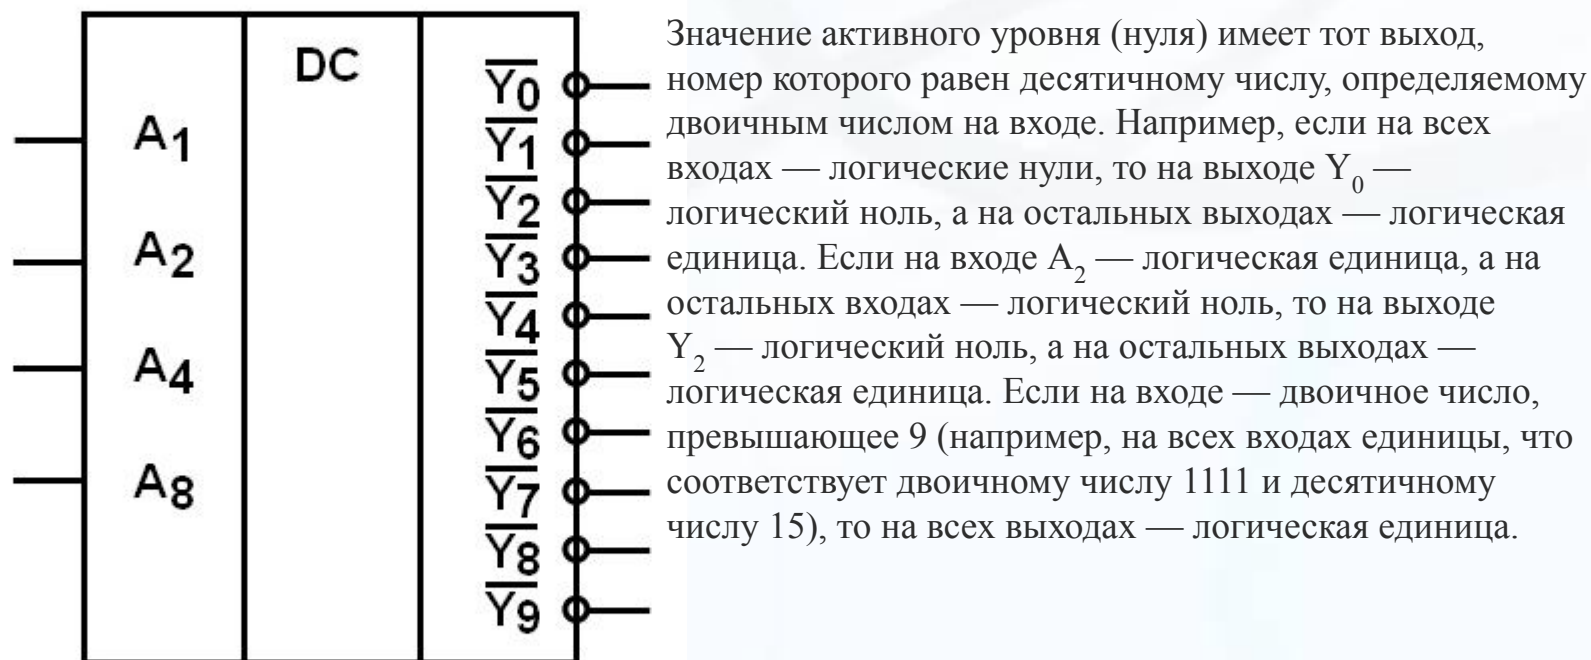 DC
A1
A2
A4
A8
Y0
Y1
Y2
Y3
Y4
Y5
Y6
Y7
Y8
Y9
Значение активного уровня (нуля) имеет тот выход,
номер которого равен десятичному числу, определяемому
двоичным числом на входе. Например, если на всех
входах — логические нули, то на выходе Y0 —
логический ноль, а на остальных выходах — логическая
единица. Если на входе A2 — логическая единица, а на
остальных входах — логический ноль, то на выходе
Y2 — логический ноль, а на остальных выходах —
логическая единица. Если на входе — двоичное число,
превышающее 9 (например, на всех входах единицы, что
соответствует двоичному числу 1111 и десятичному
числу 15), то на всех выходах — логическая единица.